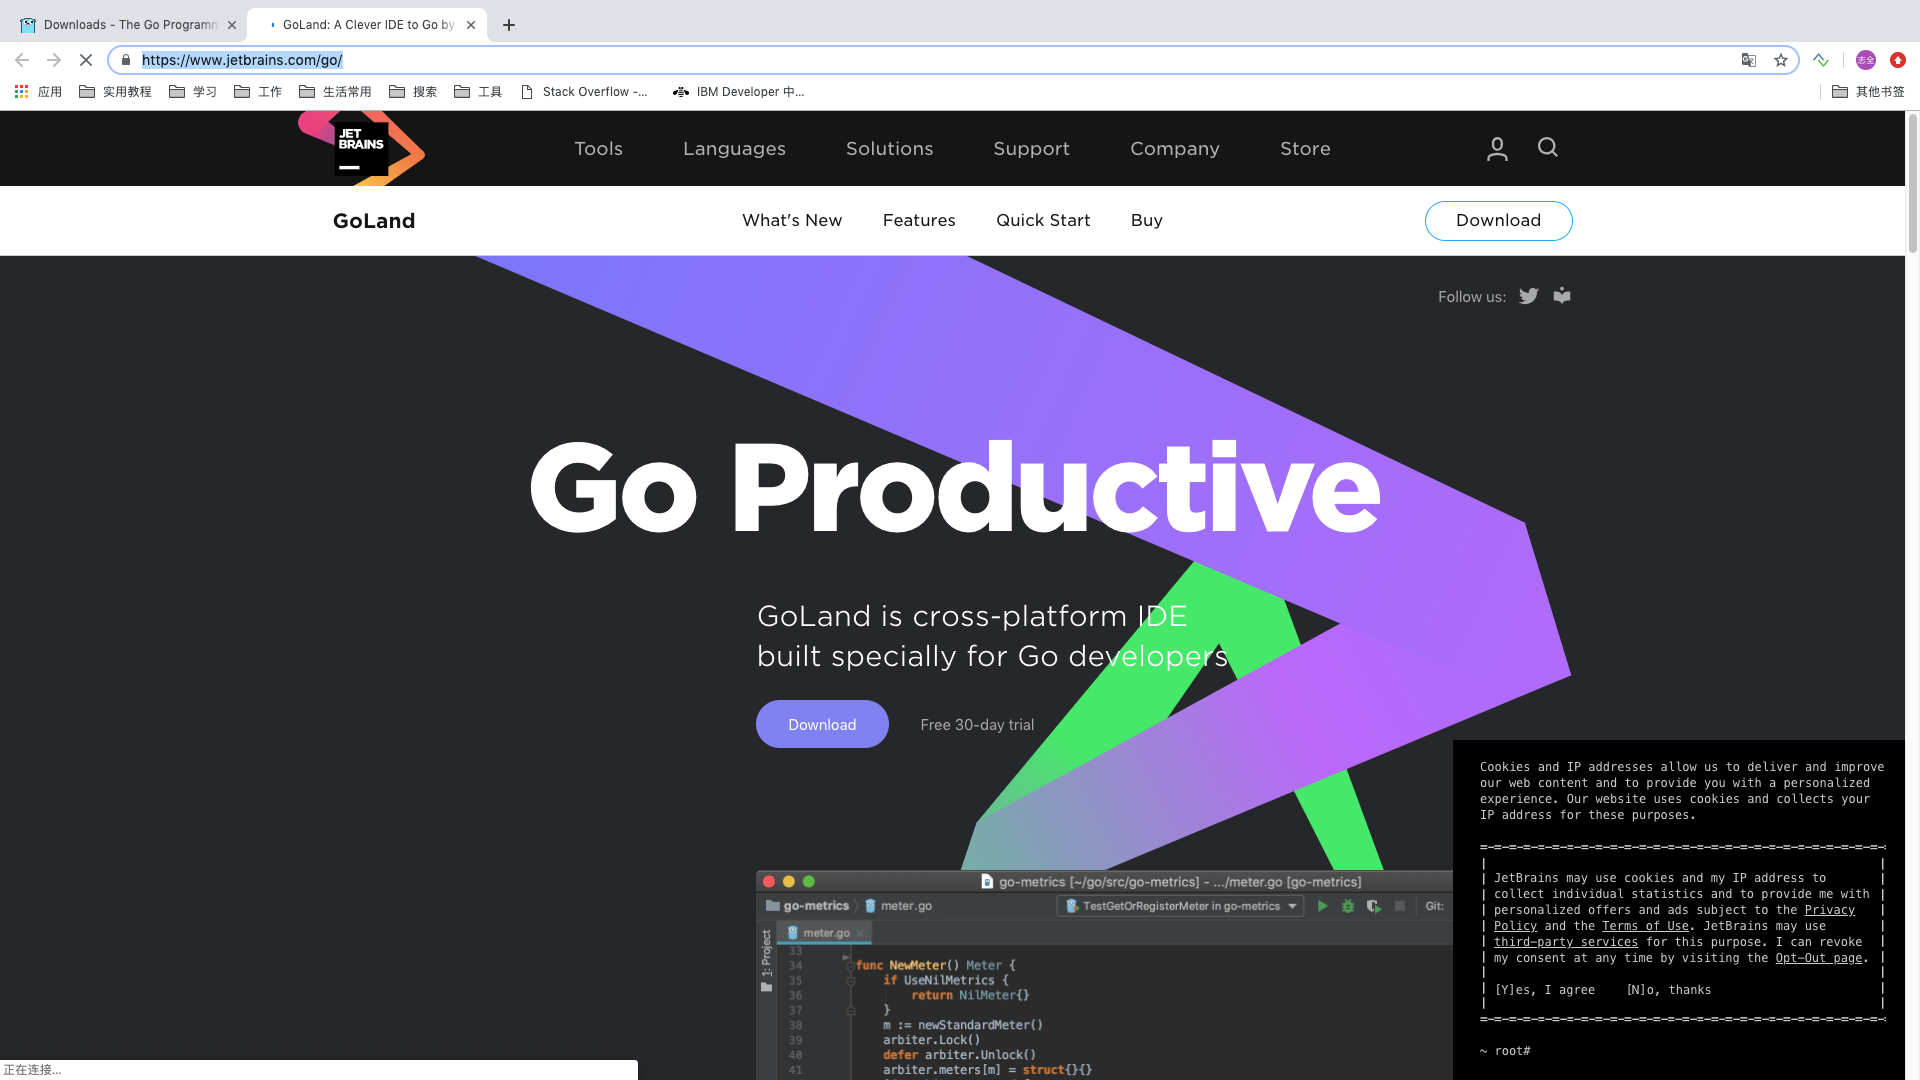 Downloads - The Go Programm
GoLand: A Clever IDE to Go by
https://www.jetbrains.com/go/
志全
应用
实用教程
学习
工作
生活常用
搜索
工具
Stack Overflow -...
IBM Developer 中...
其他书签
JET
BRAINS
Tools
Languages
Solutions
Support
Company
Store
GoLand
What's New
Features
Quick Start
Buy
Download
Follow us:
Go Productive
GoLand is cross-platform IDE
built specially for Go developers
Download
Free 30-day trial
go-metrics [~/go/src/go-metrics] - .../meter.go [go-metrics]
go-metrics
meter.go
TestGetOrRegisterMeter in go-metrics
Git:
1: Project
meter.go
33
34 func NewMeter() Meter {
35 if UseNilMetrics {
36 return NilMeter{}
37 }
38 m := newStandardMeter()
39 arbiter.Lock()
40 defer arbiter.Unlock()
41 arbiter.meters[m] = struct{}{}
Cookies and IP addresses allow us to deliver and improve
our web content and to provide you with a personalized
experience. Our website uses cookies and collects your
IP address for these purposes.
JetBrains may use cookies and my IP address to
collect individual statistics and to provide me with
personalized offers and ads subject to the Privacy
Policy and the Terms of Use. JetBrains may use
third-party services for this purpose. I can revoke
my consent at any time by visiting the Opt-Out page.
[Y]es, I agree [N]o, thanks
~ root#
正在连接...